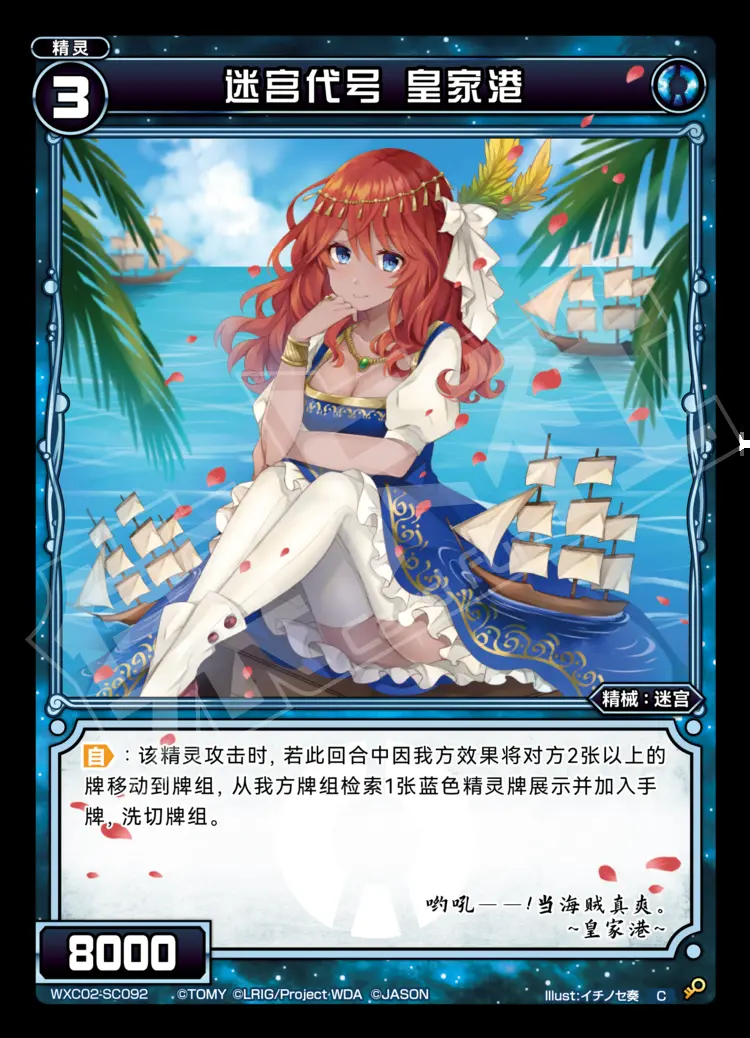 精灵
3
迷宫代号 皇家港
精械：迷宫
自：该精灵攻击时，若此回合中因我方效果将对方2张以上的
牌移动到牌组，从我方牌组检索1张蓝色精灵牌展示并加入手
牌，洗切牌组。
哟吼——！当海贼真爽。
~皇家港~
8000
WXC02-SC092 ©TOMY ©LRIG/Project WDA ©JASON Illust:イチノセ奏 C